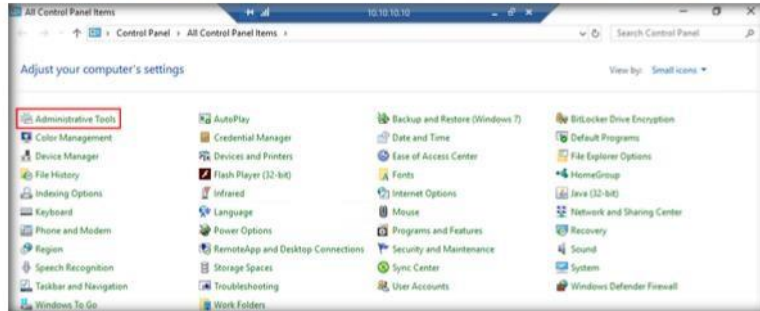 All Control Panel Items
10.10.10.10
Control Panel > All Control Panel Items >
Search Control Panel
Adjust your computer's settings
View by: Small icons
Administrative Tools AutoPlay Backup and Restore (Windows 7) BitLocker Drive Encryption
Color Management Credential Manager Date and Time Default Programs
Device Manager Devices and Printers Ease of Access Center File Explorer Options
File History Flash Player (32-bit) Fonts HomeGroup
Indexing Options Infrared Internet Options Java (32-bit)
Keyboard Language Mouse Network and Sharing Center
Phone and Modem Power Options Programs and Features Recovery
Region RemoteApp and Desktop Connections Security and Maintenance Sound
Speech Recognition Storage Spaces Sync Center System
Taskbar and Navigation Troubleshooting User Accounts Windows Defender Firewall
Windows To Go Work Folders